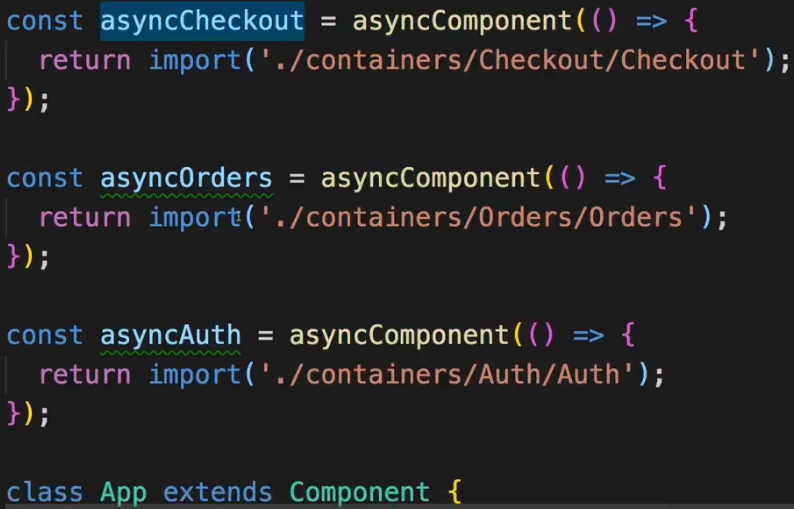 const asyncCheckout = asyncComponent(() => {
  return import('./containers/Checkout/Checkout');
});

const asyncOrders = asyncComponent(() => {
  return import('./containers/Orders/Orders');
});

const asyncAuth = asyncComponent(() => {
  return import('./containers/Auth/Auth');
});

class App extends Component {